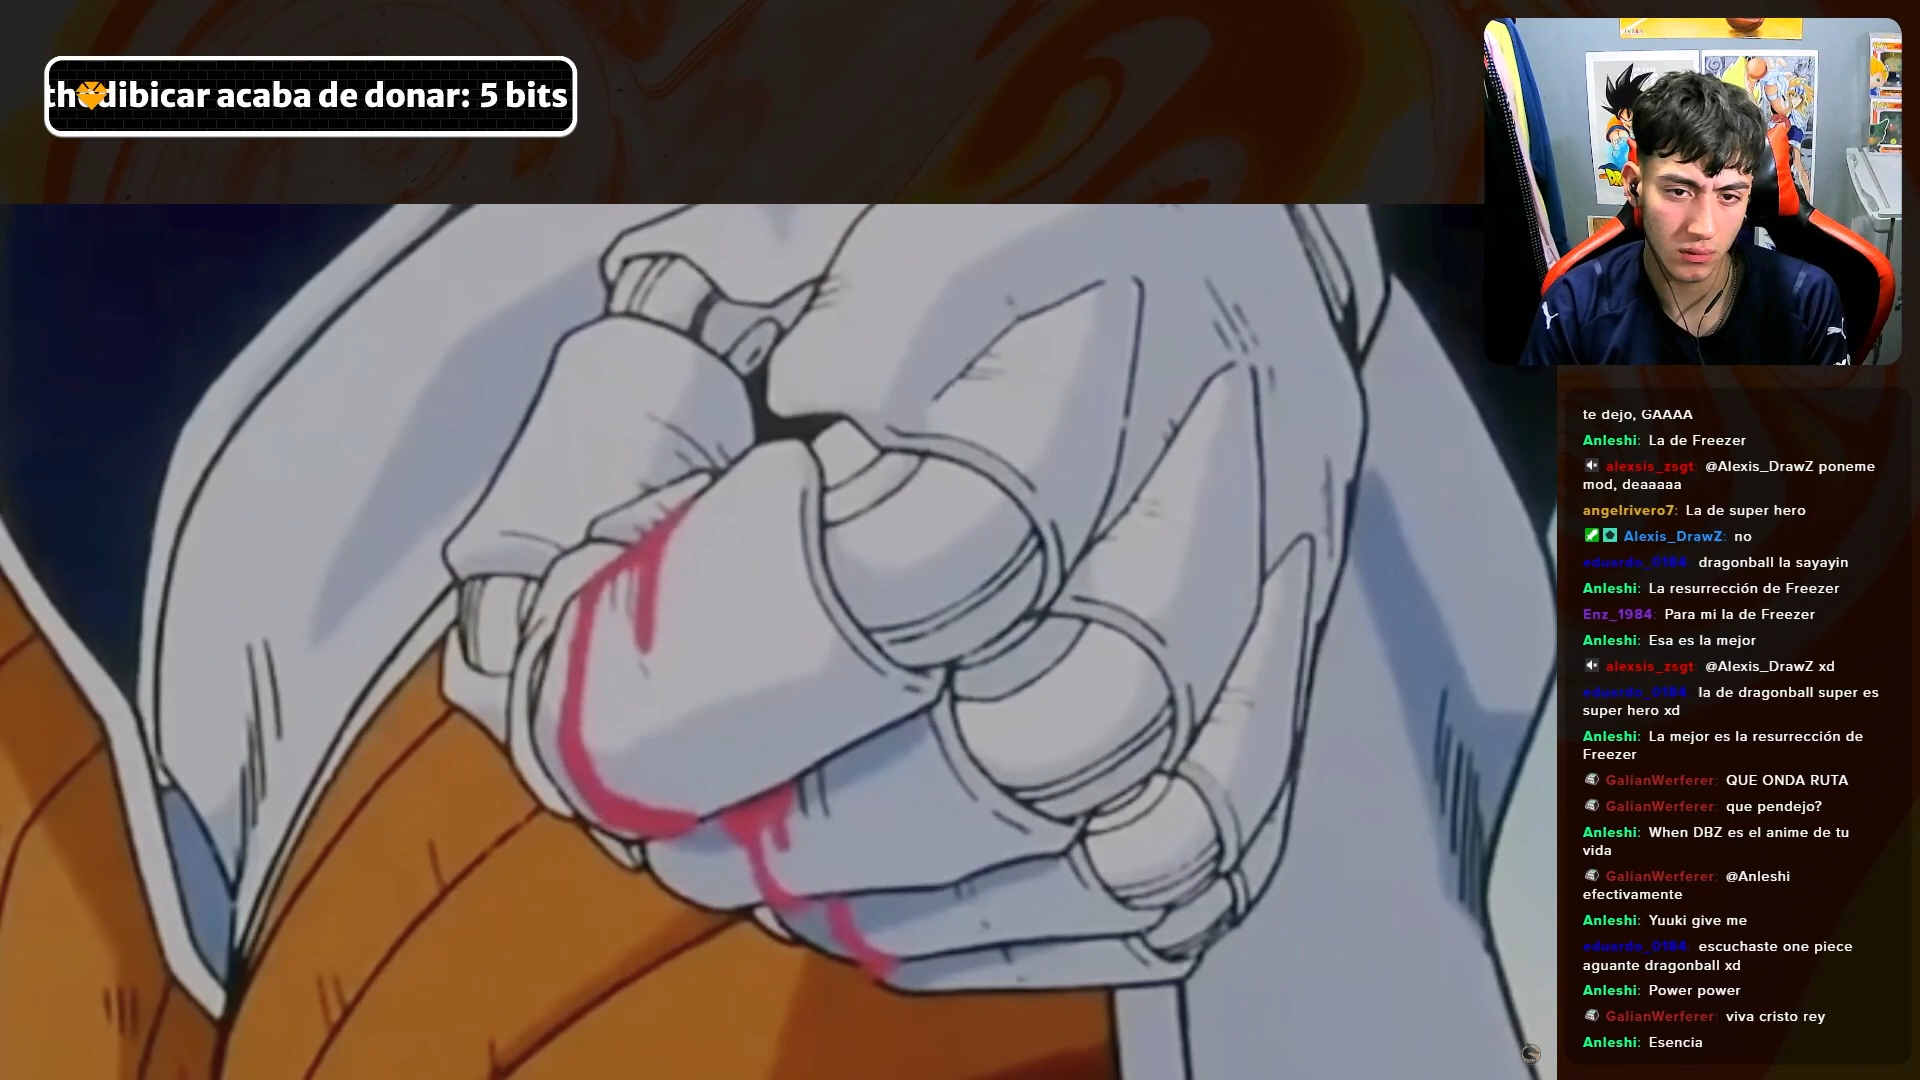 thedibicar acaba de donar: 5 bits
te dejo, GAAAA
Anleshi: La de Freezer
alexsis_zsgt: @Alexis_DrawZ poneme
mod, deaaaaa
angelrivero7: La de super hero
Alexis_DrawZ: no
eduardo_0184: dragonball la sayayin
Anleshi: La resurrección de Freezer
Enz_1984: Para mi la de Freezer
Anleshi: Esa es la mejor
alexsis_zsgt: @Alexis_DrawZ xd
eduardo_0184: la de dragonball super es
super hero xd
Anleshi: La mejor es la resurrección de
Freezer
GalianWerferer: QUE ONDA RUTA
GalianWerferer: que pendejo?
Anleshi: When DBZ es el anime de tu
vida
GalianWerferer: @Anleshi
efectivamente
Anleshi: Yuuki give me
eduardo_0184: escuchaste one piece
aguante dragonball xd
Anleshi: Power power
GalianWerferer: viva cristo rey
Anleshi: Esencia